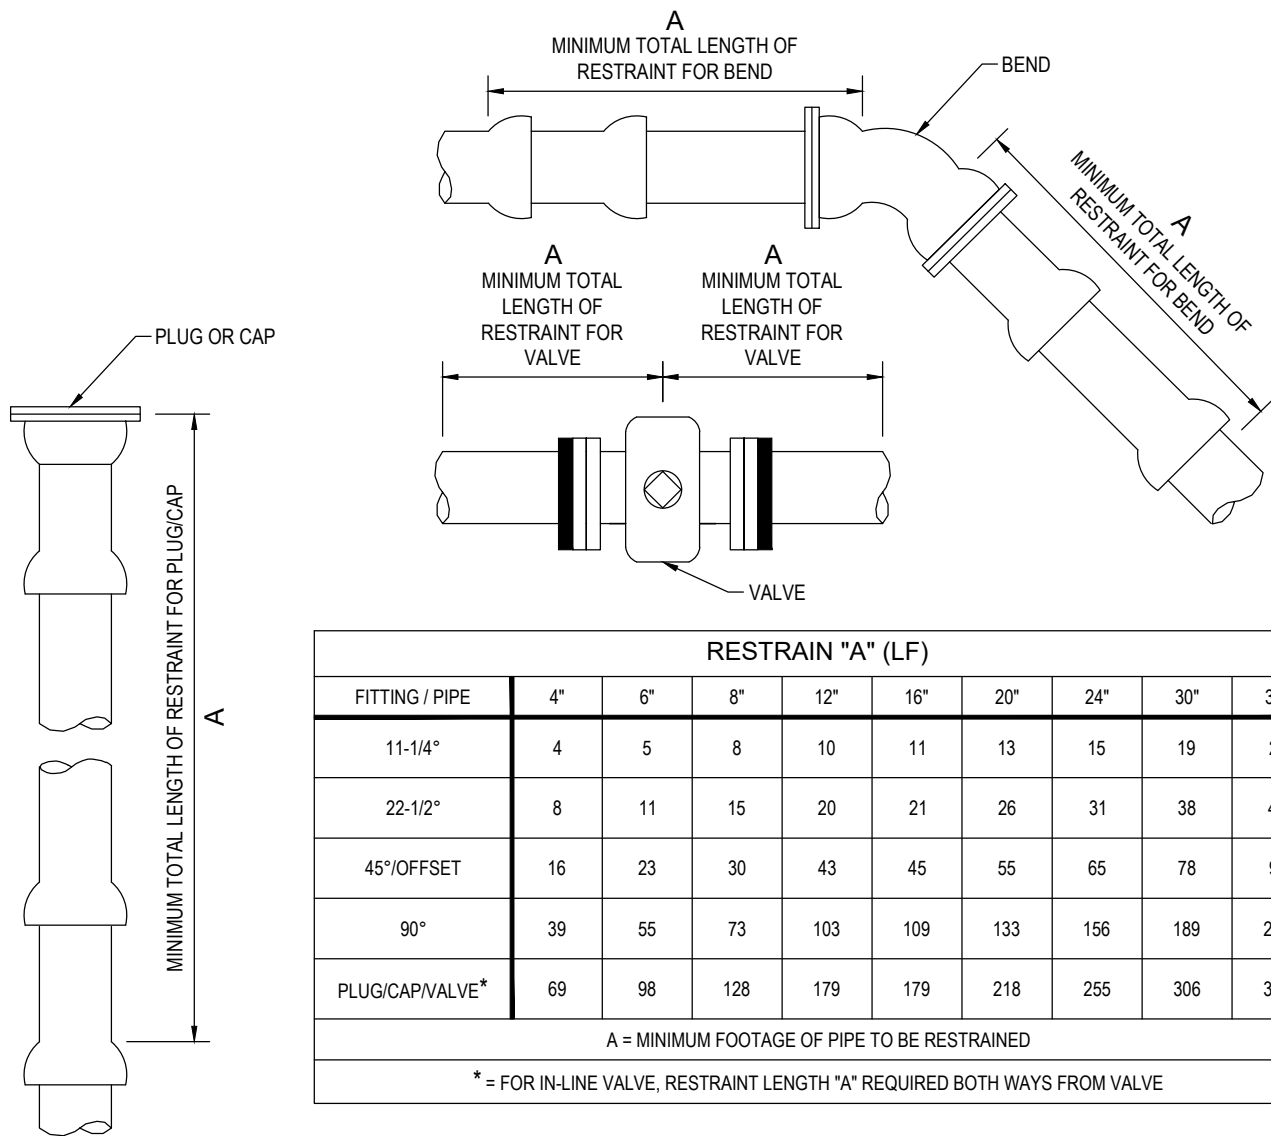 A
MINIMUM TOTAL LENGTH OF
RESTRAINT FOR BEND
BEND
A
MINIMUM TOTAL LENGTH OF
RESTRAINT FOR BEND
A
MINIMUM TOTAL
LENGTH OF
RESTRAINT FOR
VALVE
A
MINIMUM TOTAL
LENGTH OF
RESTRAINT FOR
VALVE
VALVE
PLUG OR CAP
MINIMUM TOTAL LENGTH OF RESTRAINT FOR PLUG/CAP
A
RESTRAIN "A" (LF)
FITTING / PIPE 4" 6" 8" 12" 16" 20" 24" 30"
11-1/4° 4 5 8 10 11 13 15 19
22-1/2° 8 11 15 20 21 26 31 38
45°/OFFSET 16 23 30 43 45 55 65 78
90° 39 55 73 103 109 133 156 189
PLUG/CAP/VALVE* 69 98 128 179 179 218 255 306
A = MINIMUM FOOTAGE OF PIPE TO BE RESTRAINED
* = FOR IN-LINE VALVE, RESTRAINT LENGTH "A" REQUIRED BOTH WAYS FROM VALVE